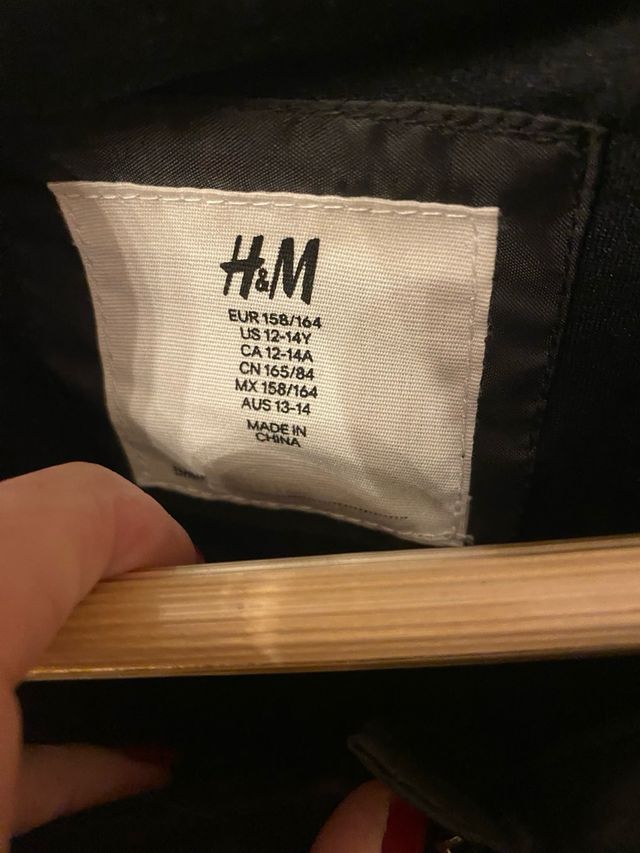 H&M
EUR 158/164
US 12-14Y
CA 12-14A
CN 165/84
MX 158/164
AUS 13-14
MADE IN
CHINA